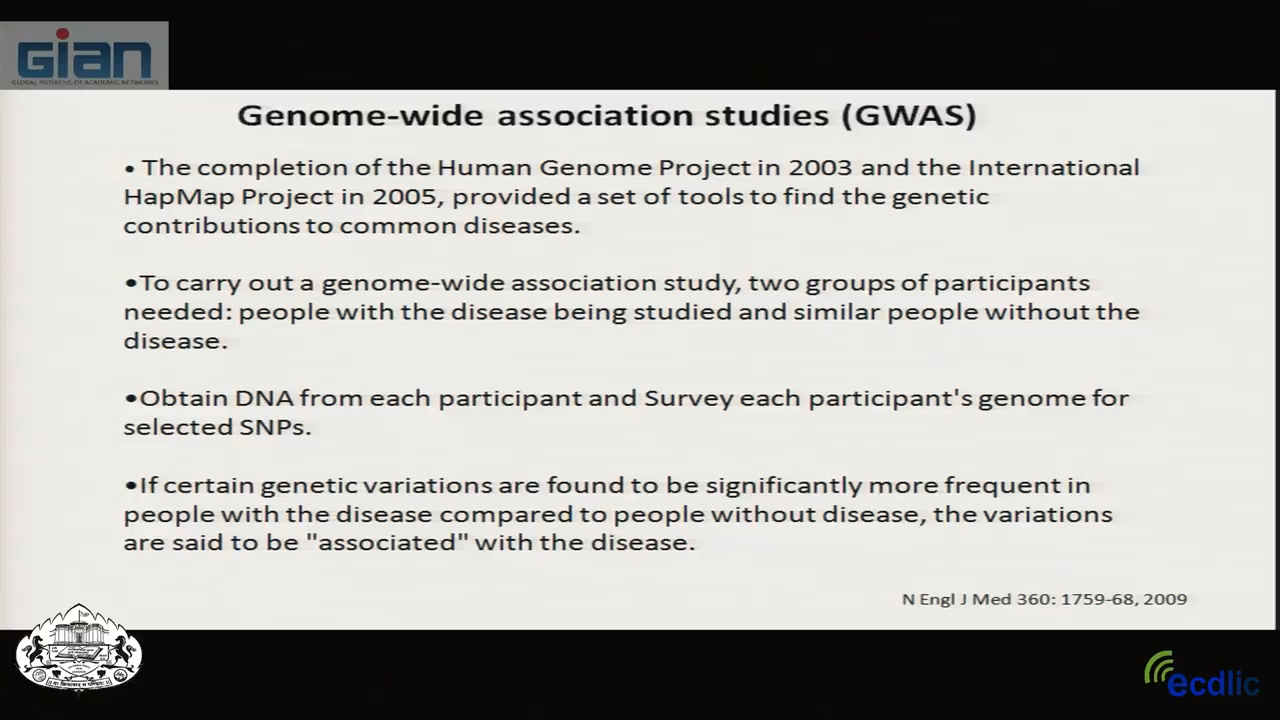 GIAN
GLOBAL INITIATIVE OF ACADEMIC NETWORKS
Genome-wide association studies (GWAS)
• The completion of the Human Genome Project in 2003 and the International
HapMap Project in 2005, provided a set of tools to find the genetic
contributions to common diseases.
•To carry out a genome-wide association study, two groups of participants
needed: people with the disease being studied and similar people without the
disease.
•Obtain DNA from each participant and Survey each participant's genome for
selected SNPs.
•If certain genetic variations are found to be significantly more frequent in
people with the disease compared to people without disease, the variations
are said to be "associated" with the disease.
N Engl J Med 360: 1759-68, 2009
ecdlic